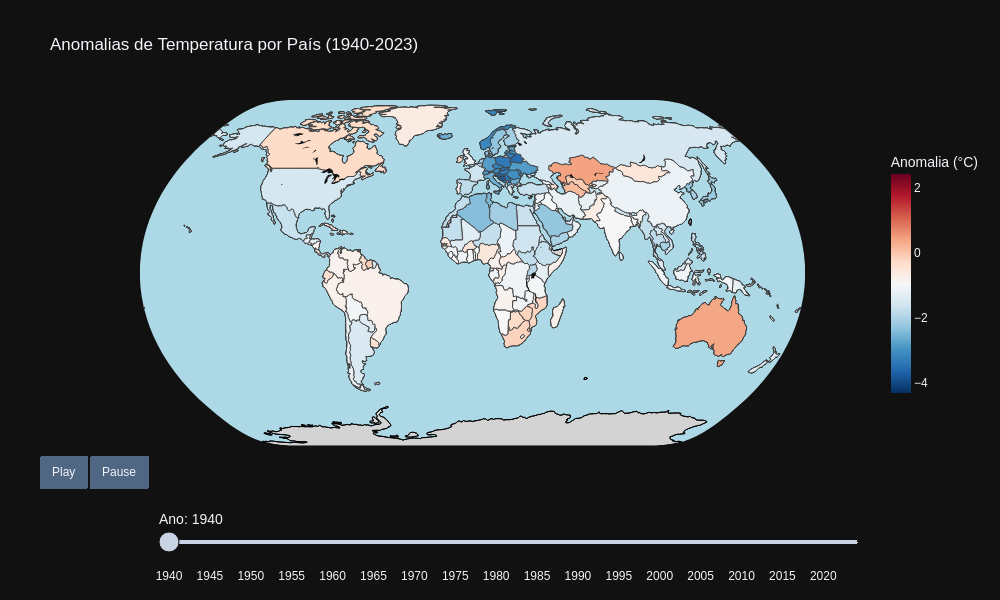 Anomalias de Temperatura por País (1940-2023)
Anomalia (°C)
2
0
−2
−4
Play
Pause
Ano: 1940
1940 1945 1950 1955 1960 1965 1970 1975 1980 1985 1990 1995 2000 2005 2010 2015 2020